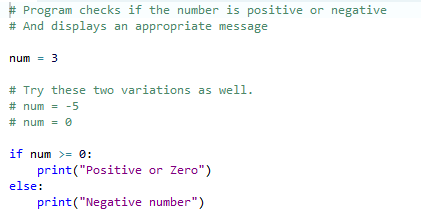 # Program checks if the number is positive or negative
# And displays an appropriate message
num = 3
# Try these two variations as well.
# num = -5
# num = 0
if num >= 0:
    print("Positive or Zero")
else:
    print("Negative number")